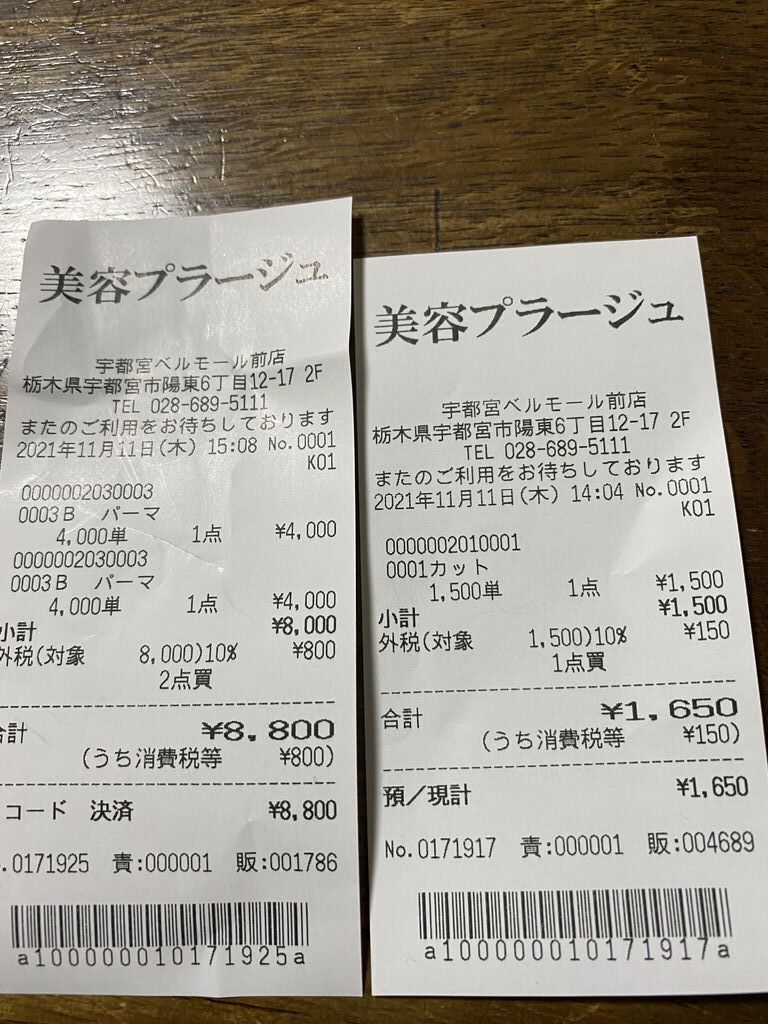 美容プラージュ
宇都宮ベルモール前店
栃木県宇都宮市陽東6丁目12-17 2F
TEL 028-689-5111
またのご利用をお待ちしております
2021年11月11日(木) 15:08 No.0001
K01
0000002030003
0003B パーマ
4,000単 1点 ¥4,000
0000002030003
0003B パーマ
4,000単 1点 ¥4,000
小計 ¥8,000
外税(対象 8,000)10% ¥800
2点買
合計 ¥8,800
(うち消費税等 ¥800)
コード 決済 ¥8,800
.0171925 責:000001 販:001786
a100000010171925a
美容プラージュ
宇都宮ベルモール前店
栃木県宇都宮市陽東6丁目12-17 2F
TEL 028-689-5111
またのご利用をお待ちしております
2021年11月11日(木) 14:04 No.0001
K01
0000002010001
0001カット
1,500単 1点 ¥1,500
小計 ¥1,500
外税(対象 1,500)10% ¥150
1点買
合計 ¥1,650
(うち消費税等 ¥150)
預/現計 ¥1,650
No.0171917 責:000001 販:004689
a100000010171917a